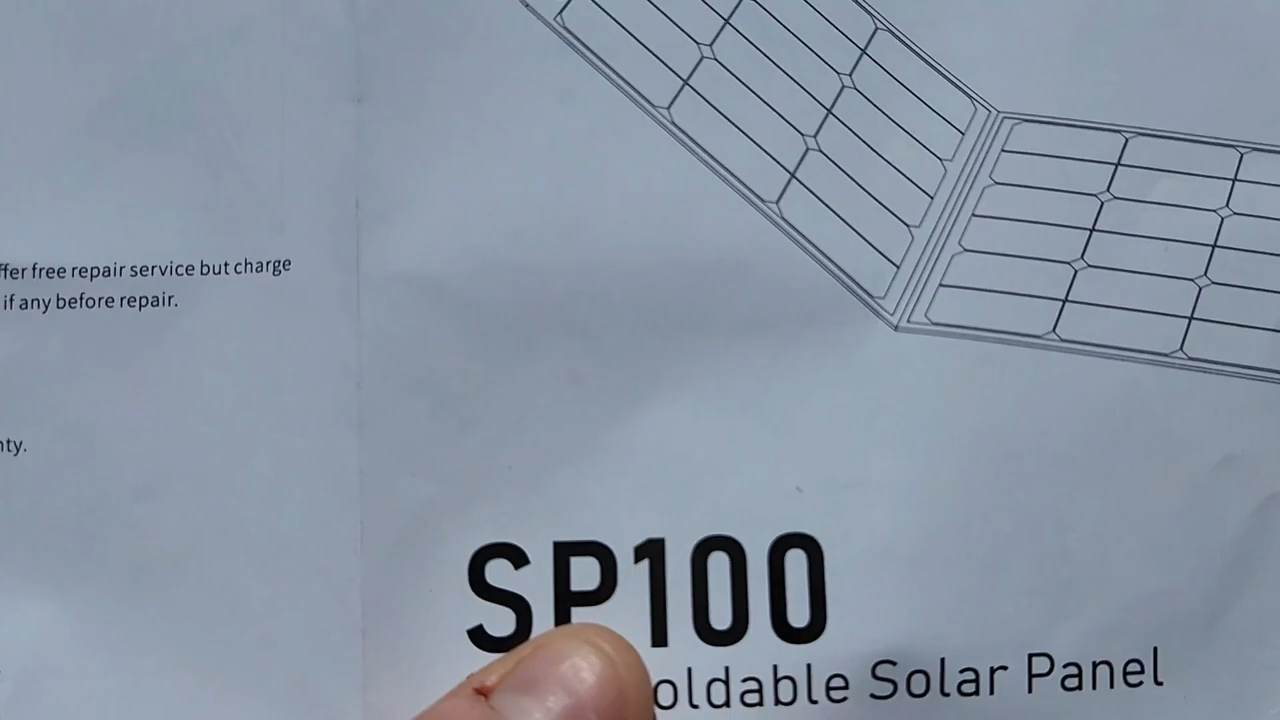 ffer free repair service but charge
if any before repair.
nty.
SP100
oldable Solar Panel